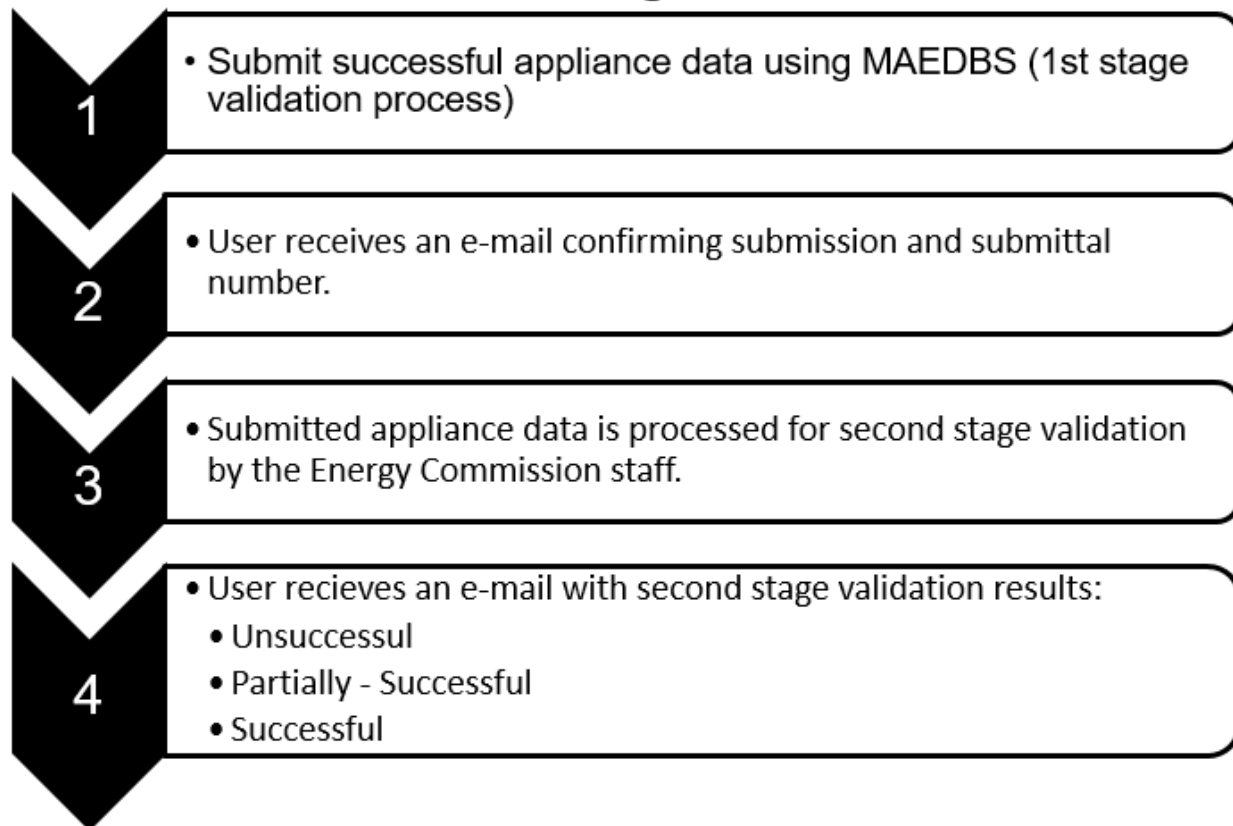 1
• Submit successful appliance data using MAEDBS (1st stage
validation process)
2
• User receives an e-mail confirming submission and submittal
number.
3
• Submitted appliance data is processed for second stage validation
by the Energy Commission staff.
4
• User recieves an e-mail with second stage validation results:
• Unsuccessul
• Partially - Successful
• Successful